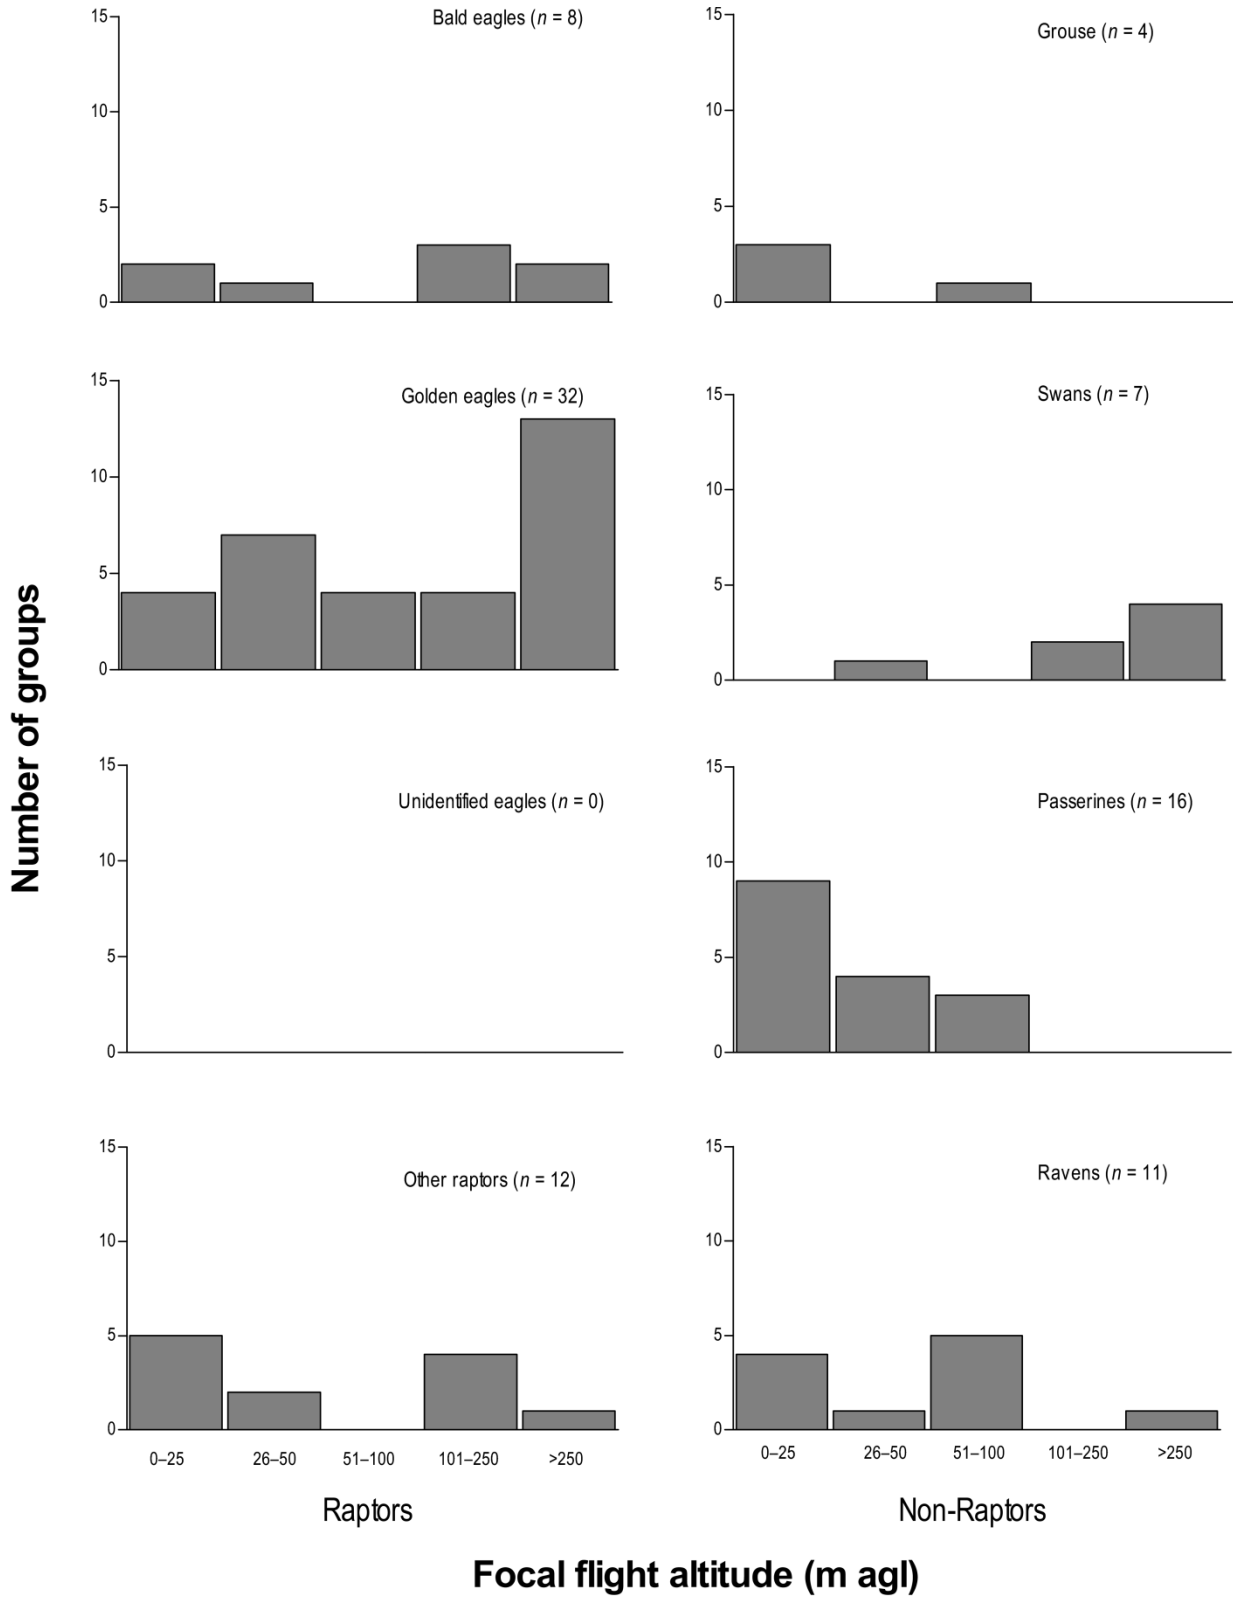 Number of groups
Bald eagles (n = 8)
15
10
5
0
Grouse (n = 4)
15
10
5
0
Golden eagles (n = 32)
15
10
5
0
Swans (n = 7)
15
10
5
0
Unidentified eagles (n = 0)
15
10
5
0
Passerines (n = 16)
15
10
5
0
Other raptors (n = 12)
15
10
5
0
0–25 26–50 51–100 101–250 >250
Raptors
Ravens (n = 11)
15
10
5
0
0–25 26–50 51–100 101–250 >250
Non-Raptors
Focal flight altitude (m agl)